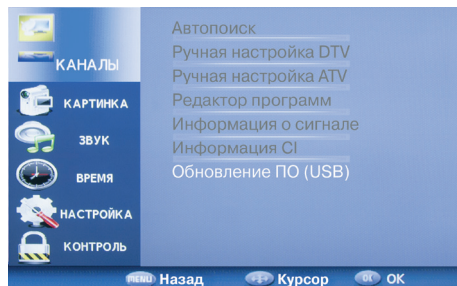 КАНАЛЫ
КАРТИНКА
ЗВУК
ВРЕМЯ
НАСТРОЙКА
КОНТРОЛЬ
Автопоиск
Ручная настройка DTV
Ручная настройка ATV
Редактор программ
Информация о сигнале
Информация CI
Обновление ПО (USB)
MENU Назад
Курсор
OK OK